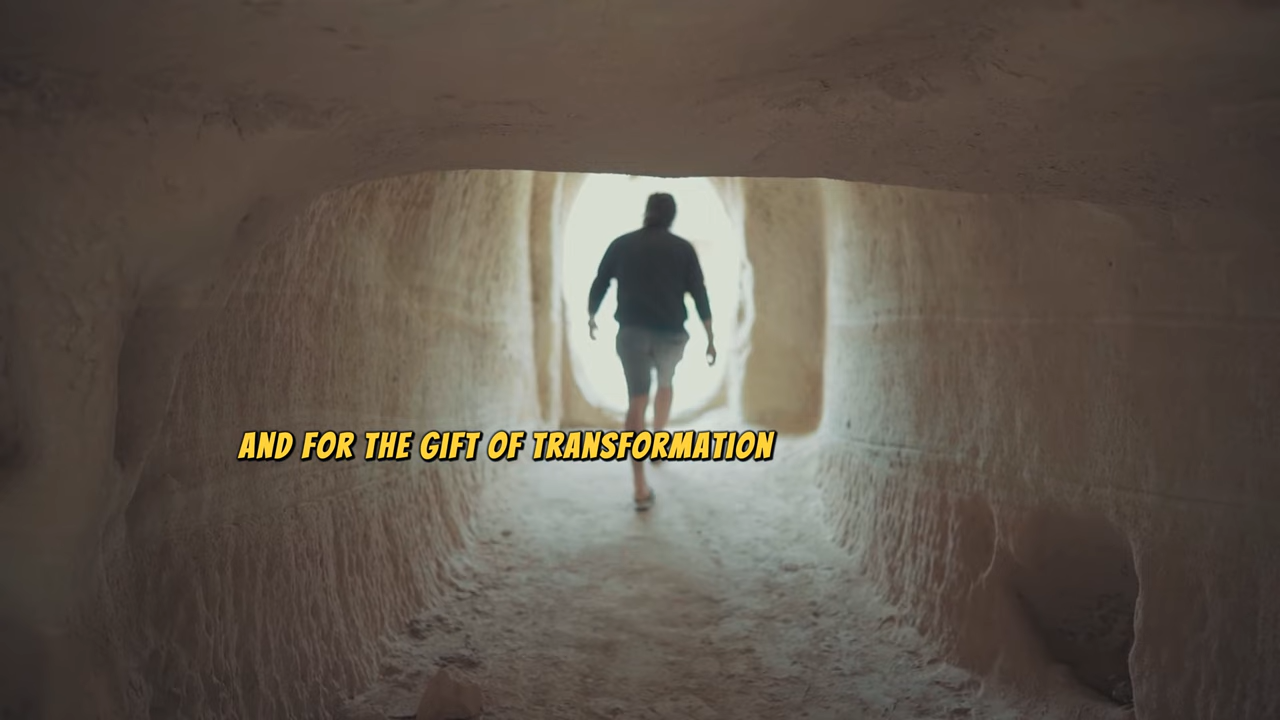 AND FOR THE GIFT OF TRANSFORMATION